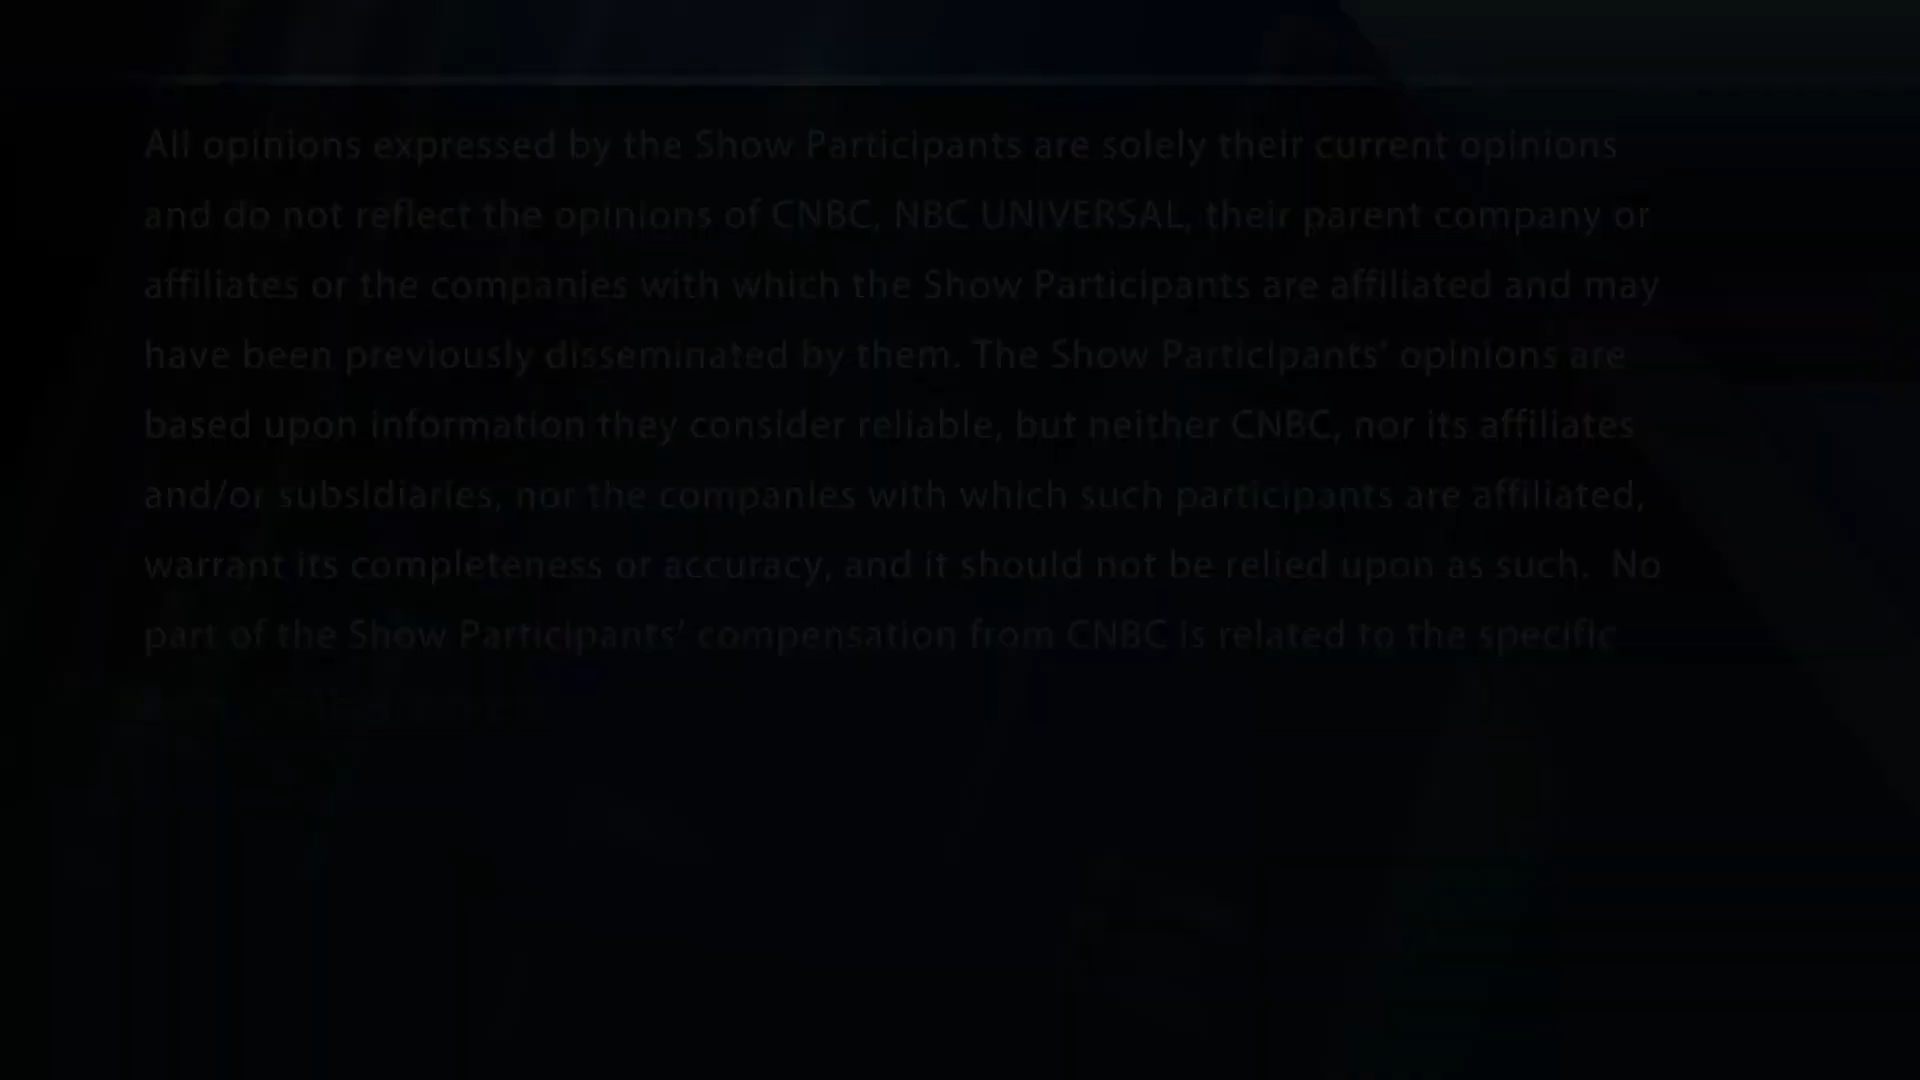 All opinions expressed by the Show Participants are solely their current opinions
and do not reflect the opinions of CNBC, NBC UNIVERSAL, their parent company or
affiliates or the companies with which the Show Participants are affiliated and may
have been previously disseminated by them. The Show Participants' opinions are
based upon information they consider reliable, but neither CNBC, nor its affiliates
and/or subsidiaries, nor the companies with which such participants are affiliated,
warrant its completeness or accuracy, and it should not be relied upon as such.  No
part of the Show Participants' compensation from CNBC is related to the specific